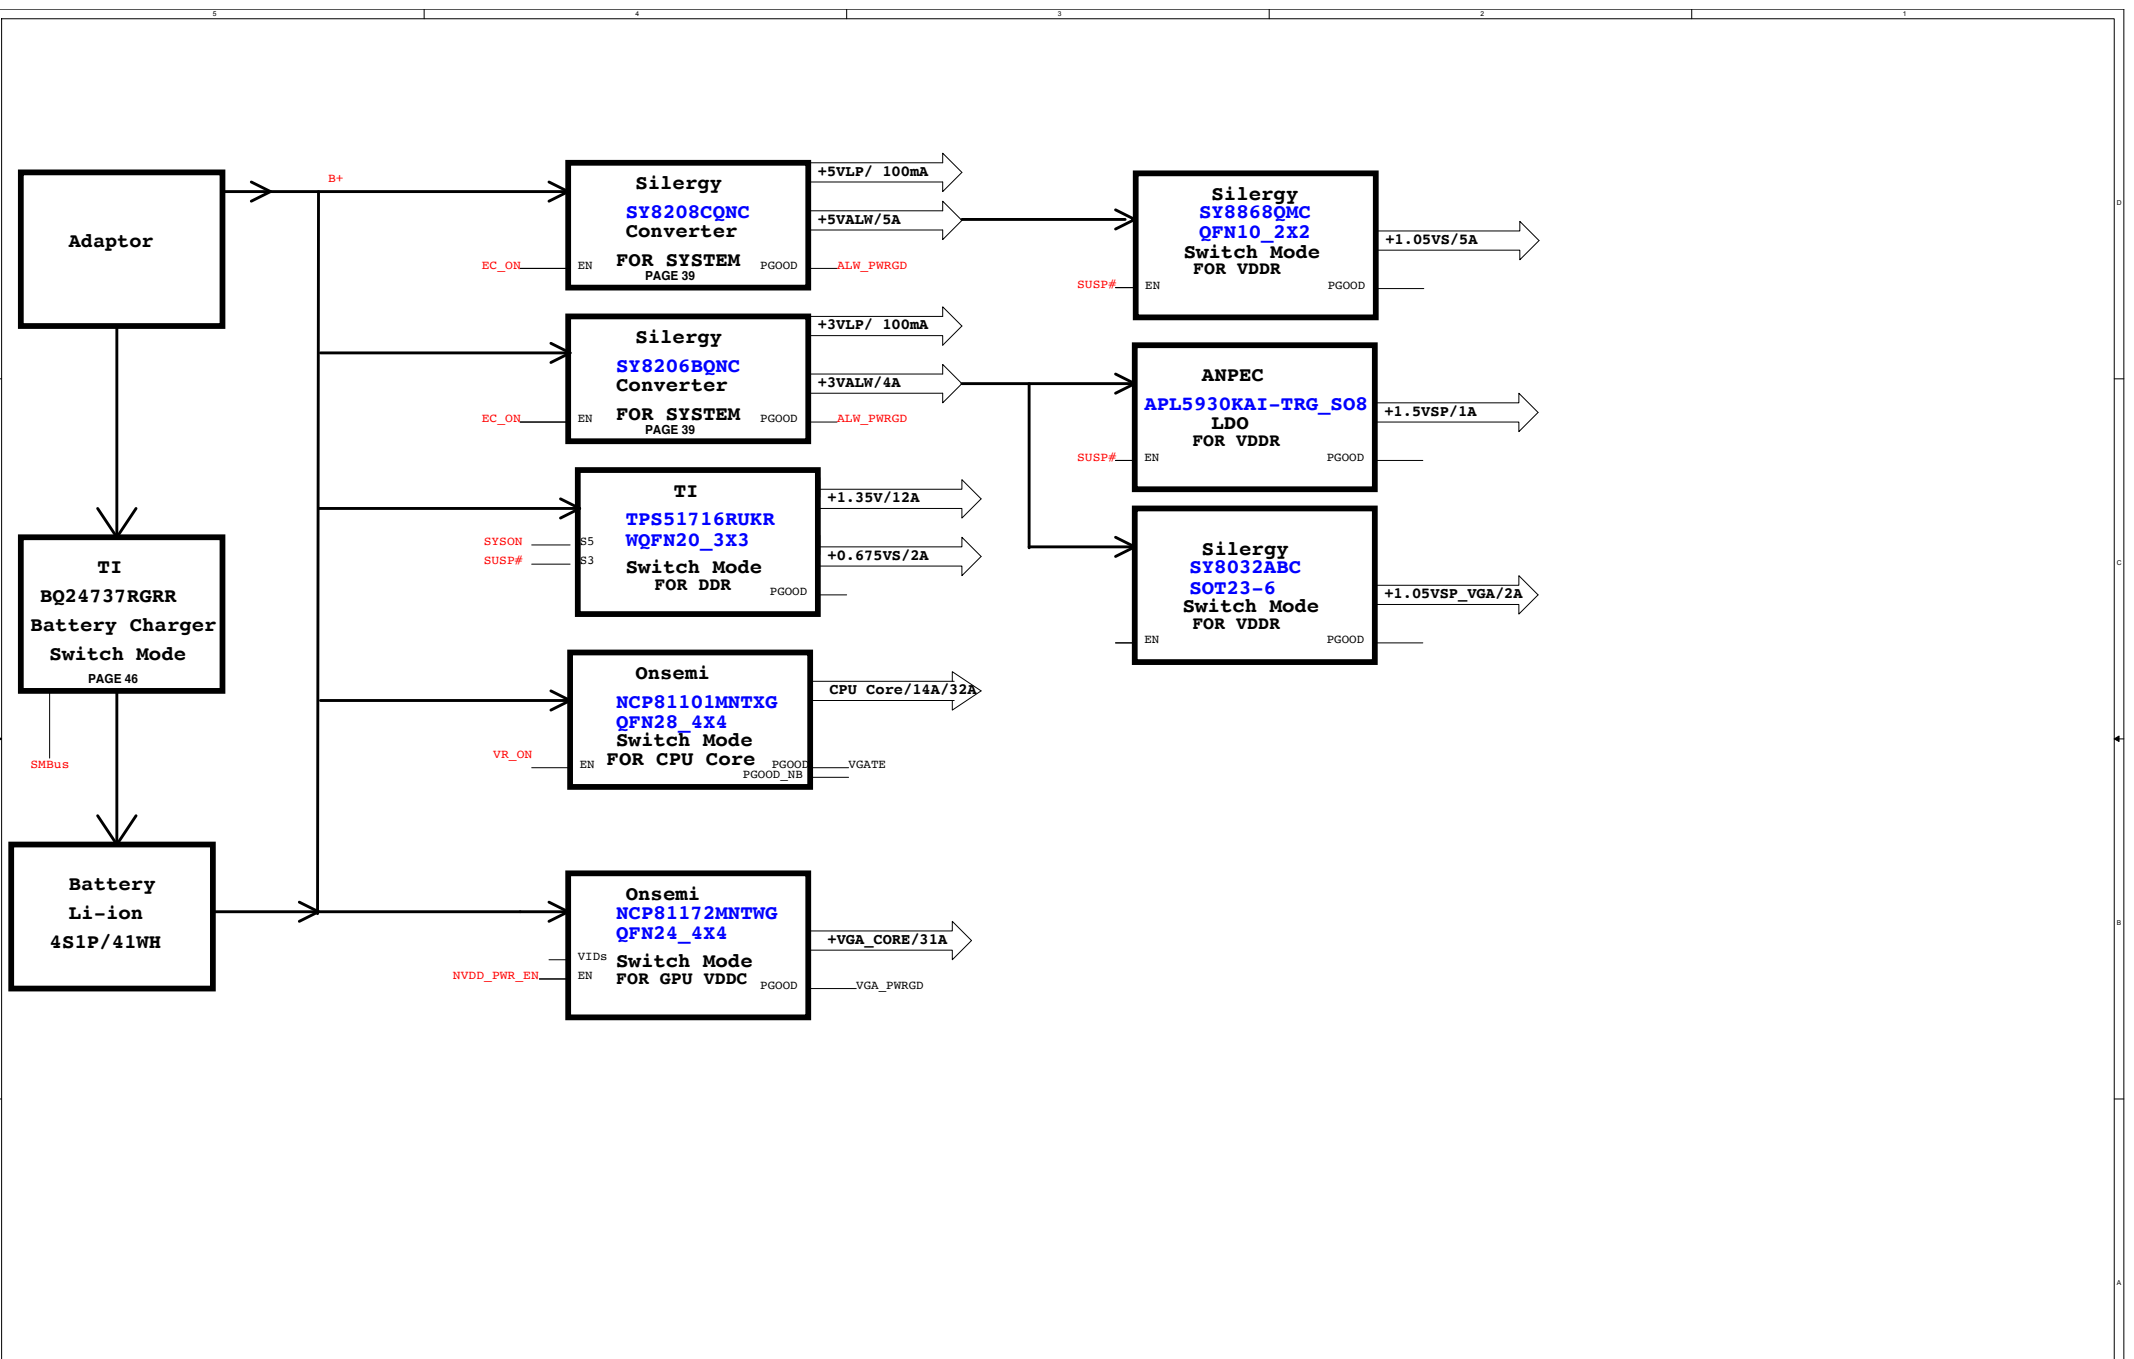 5
4
3
2
1
D
C
B
A
Adaptor
B+
TI
BQ24737RGRR
Battery Charger
Switch Mode
PAGE 46
SMBus
Battery
Li-ion
4S1P/41WH
Silergy
SY8208CQNC
Converter
FOR SYSTEM
PAGE 39
EC_ON
EN
PGOOD
ALW_PWRGD
+5VLP/ 100mA
+5VALW/5A
Silergy
SY8206BQNC
Converter
FOR SYSTEM
PAGE 39
EC_ON
EN
PGOOD
ALW_PWRGD
+3VLP/ 100mA
+3VALW/4A
TI
TPS51716RUKR
WQFN20_3X3
Switch Mode
FOR DDR
SYSON
S5
SUSP#
S3
PGOOD
+1.35V/12A
+0.675VS/2A
Onsemi
NCP81101MNTXG
QFN28_4X4
Switch Mode
FOR CPU Core
VR_ON
EN
PGOOD
PGOOD_NB
VGATE
CPU Core/14A/32A
Onsemi
NCP81172MNTWG
QFN24_4X4
Switch Mode
FOR GPU VDDC
VIDs
NVDD_PWR_EN
EN
PGOOD
VGA_PWRGD
+VGA_CORE/31A
Silergy
SY8868QMC
QFN10_2X2
Switch Mode
FOR VDDR
SUSP#
EN
PGOOD
+1.05VS/5A
ANPEC
APL5930KAI-TRG_SO8
LDO
FOR VDDR
SUSP#
EN
PGOOD
+1.5VSP/1A
Silergy
SY8032ABC
SOT23-6
Switch Mode
FOR VDDR
EN
PGOOD
+1.05VSP_VGA/2A